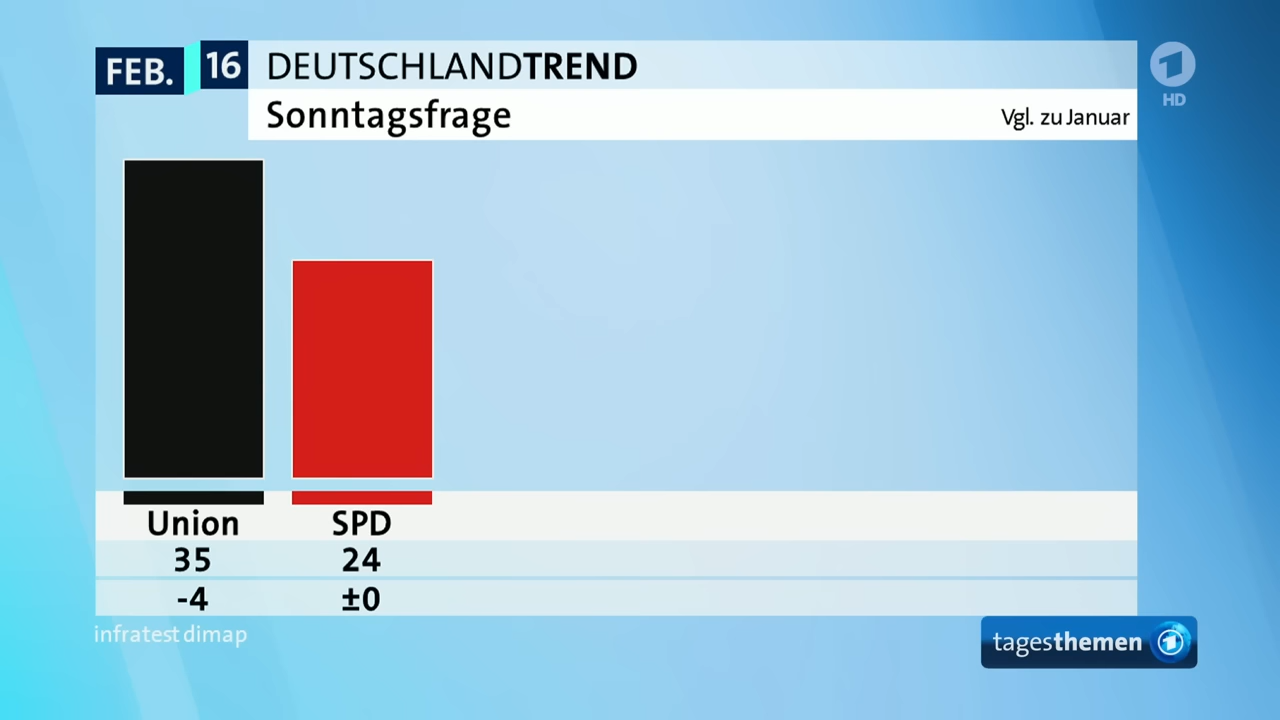 FEB. 16 DEUTSCHLANDTREND
Sonntagsfrage
Vgl. zu Januar
HD
Union SPD
35 24
-4 ±0
infratest dimap
tagesthemen